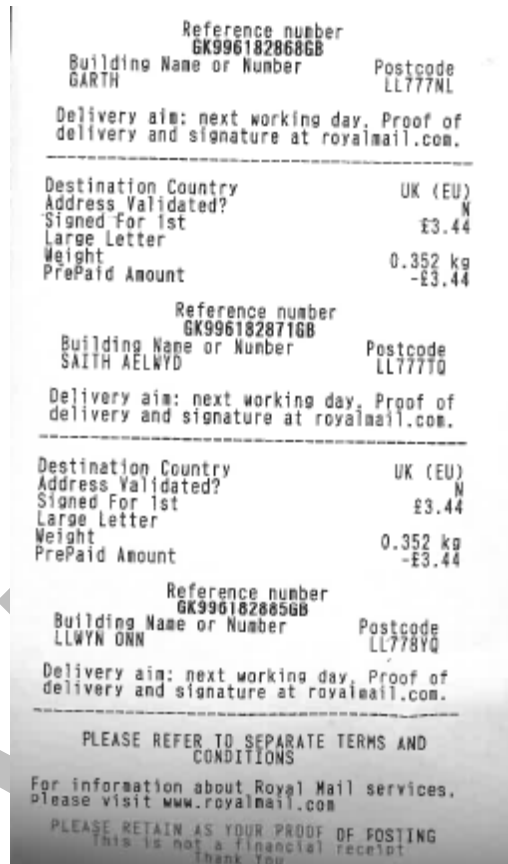 Reference number
GK996182868GB
Building Name or Number Postcode
GARTH LL777NL
Delivery aim: next working day. Proof of
delivery and signature at royalmail.com.
Destination Country UK (EU)
Address Validated? N
Signed For 1st £3.44
Large Letter
Weight 0.352 kg
PrePaid Amount -£3.44
Reference number
GK996182871GB
Building Name or Number Postcode
SAITH AELWYD LL777TQ
Delivery aim: next working day. Proof of
delivery and signature at royalmail.com.
Destination Country UK (EU)
Address Validated? N
Signed For 1st £3.44
Large Letter
Weight 0.352 kg
PrePaid Amount -£3.44
Reference number
GK996182885GB
Building Name or Number Postcode
LLWYN ONN LL778YQ
Delivery aim: next working day. Proof of
delivery and signature at royalmail.com.
PLEASE REFER TO SEPARATE TERMS AND
CONDITIONS
For information about Royal Mail services,
please visit www.royalmail.com
PLEASE RETAIN AS YOUR PROOF OF POSTING
This is not a financial receipt
Thank You